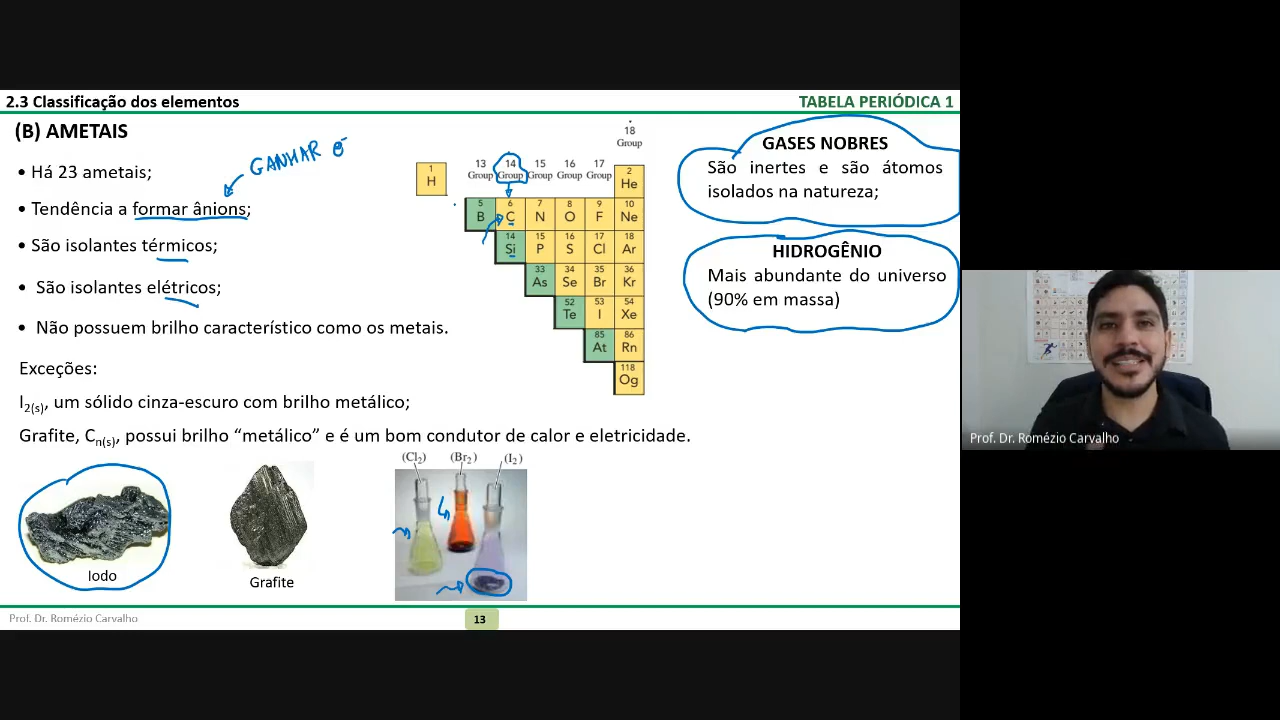 2.3 Classificação dos elementos
TABELA PERIÓDICA 1
(B) AMETAIS
GANHAR e-
• Há 23 ametais;
• Tendência a formar ânions;
• São isolantes térmicos;
• São isolantes elétricos;
• Não possuem brilho característico como os metais.
Exceções:
I2(s), um sólido cinza-escuro com brilho metálico;
Grafite, Cn(s), possui brilho “metálico” e é um bom condutor de calor e eletricidade.
18
Group
13 14 15 16 17
Group Group Group Group Group
1 2
H He
5 6 7 8 9 10
B C N O F Ne
14 15 16 17 18
Si P S Cl Ar
33 34 35 36
As Se Br Kr
52 53 54
Te I Xe
85 86
At Rn
118
Og
GASES NOBRES
São inertes e são átomos
isolados na natureza;
HIDROGÊNIO
Mais abundante do universo
(90% em massa)
Iodo
Grafite
(Cl2) (Br2) (I2)
Prof. Dr. Romézio Carvalho
13
Prof. Dr. Romézio Carvalho